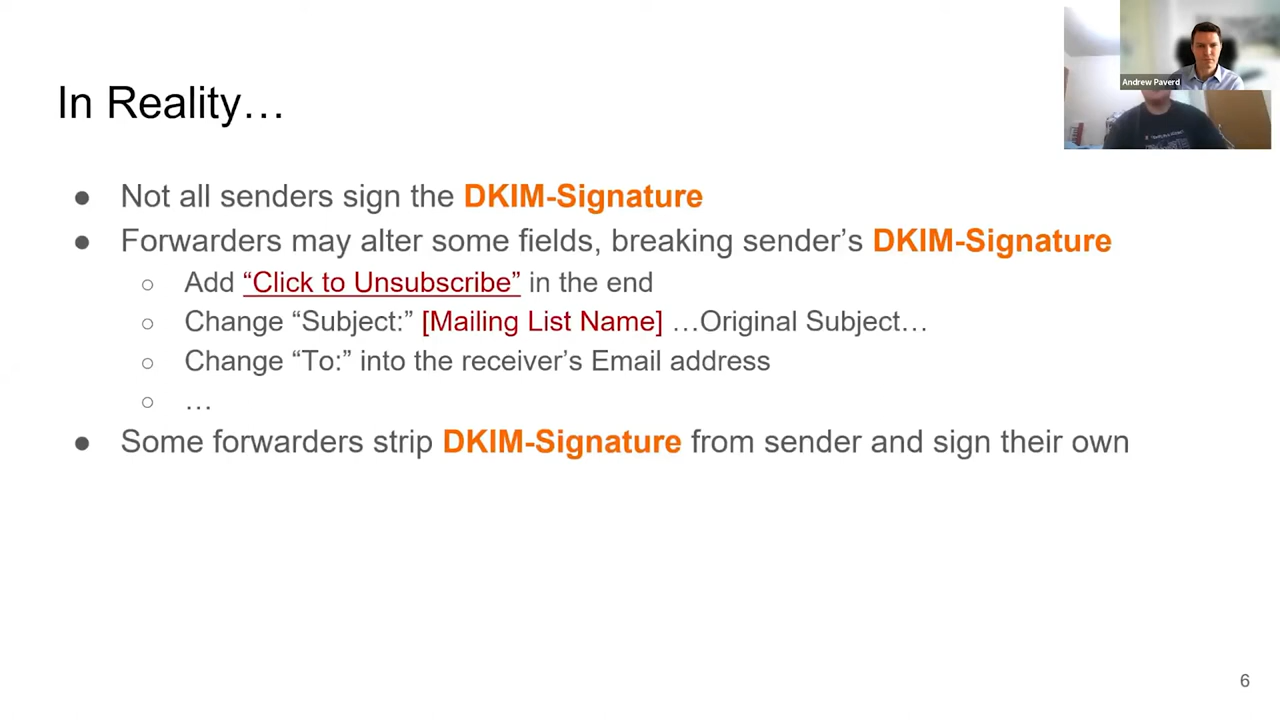 Andrew Paverd
In Reality…
● Not all senders sign the DKIM-Signature
● Forwarders may alter some fields, breaking sender’s DKIM-Signature
○ Add “Click to Unsubscribe” in the end
○ Change “Subject:” [Mailing List Name] …Original Subject…
○ Change “To:” into the receiver’s Email address
○ …
● Some forwarders strip DKIM-Signature from sender and sign their own
6